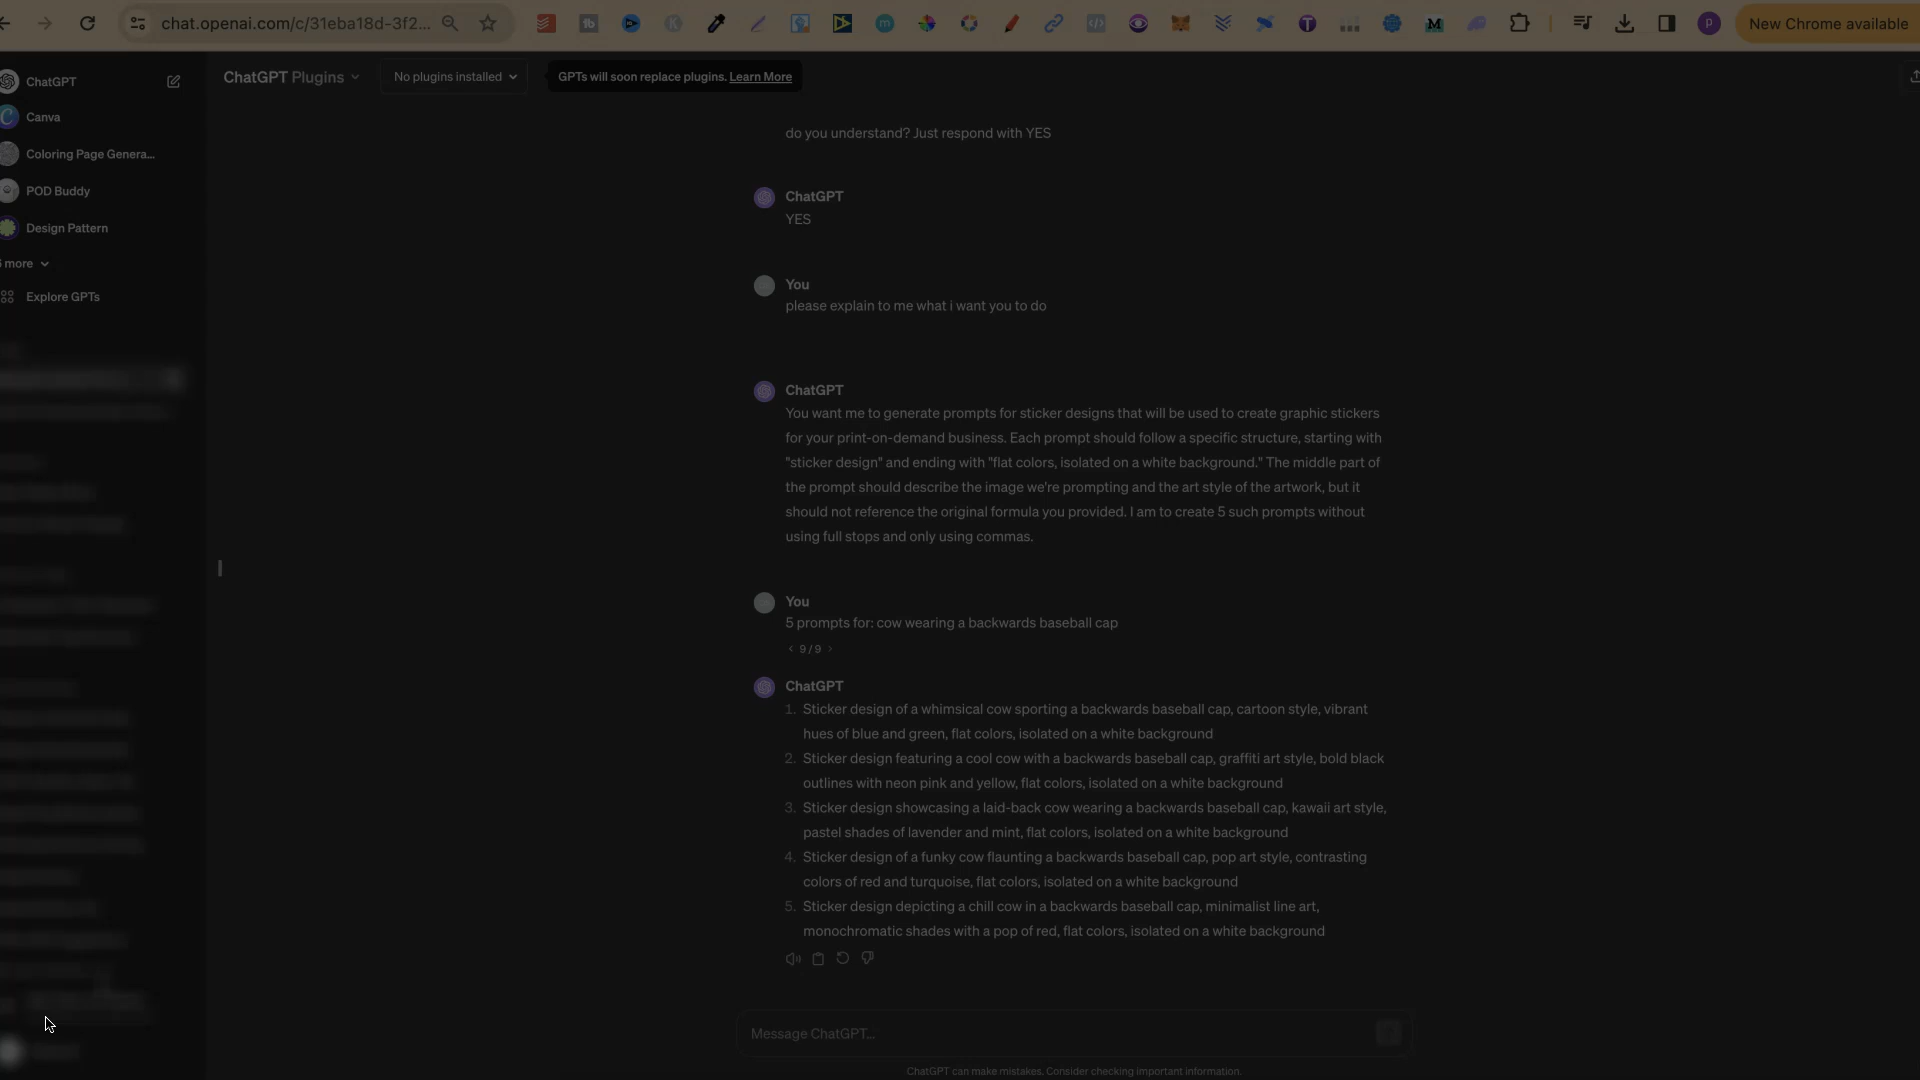 chat.openai.com/c/31eba18d-3f2...
New Chrome available
ChatGPT
Canva
Coloring Page Genera...
POD Buddy
Design Pattern
more
Explore GPTs
ChatGPT Plugins
No plugins installed
GPTs will soon replace plugins. Learn More
do you understand? Just respond with YES
ChatGPT
YES
You
please explain to me what i want you to do
ChatGPT
You want me to generate prompts for sticker designs that will be used to create graphic stickers
for your print-on-demand business. Each prompt should follow a specific structure, starting with
"sticker design" and ending with "flat colors, isolated on a white background." The middle part of
the prompt should describe the image we're prompting and the art style of the artwork, but it
should not reference the original formula you provided. I am to create 5 such prompts without
using full stops and only using commas.
You
5 prompts for: cow wearing a backwards baseball cap
< 9 / 9 >
ChatGPT
1. Sticker design of a whimsical cow sporting a backwards baseball cap, cartoon style, vibrant
hues of blue and green, flat colors, isolated on a white background
2. Sticker design featuring a cool cow with a backwards baseball cap, graffiti art style, bold black
outlines with neon pink and yellow, flat colors, isolated on a white background
3. Sticker design showcasing a laid-back cow wearing a backwards baseball cap, kawaii art style,
pastel shades of lavender and mint, flat colors, isolated on a white background
4. Sticker design of a funky cow flaunting a backwards baseball cap, pop art style, contrasting
colors of red and turquoise, flat colors, isolated on a white background
5. Sticker design depicting a chill cow in a backwards baseball cap, minimalist line art,
monochromatic shades with a pop of red, flat colors, isolated on a white background
Message ChatGPT...
ChatGPT can make mistakes. Consider checking important information.